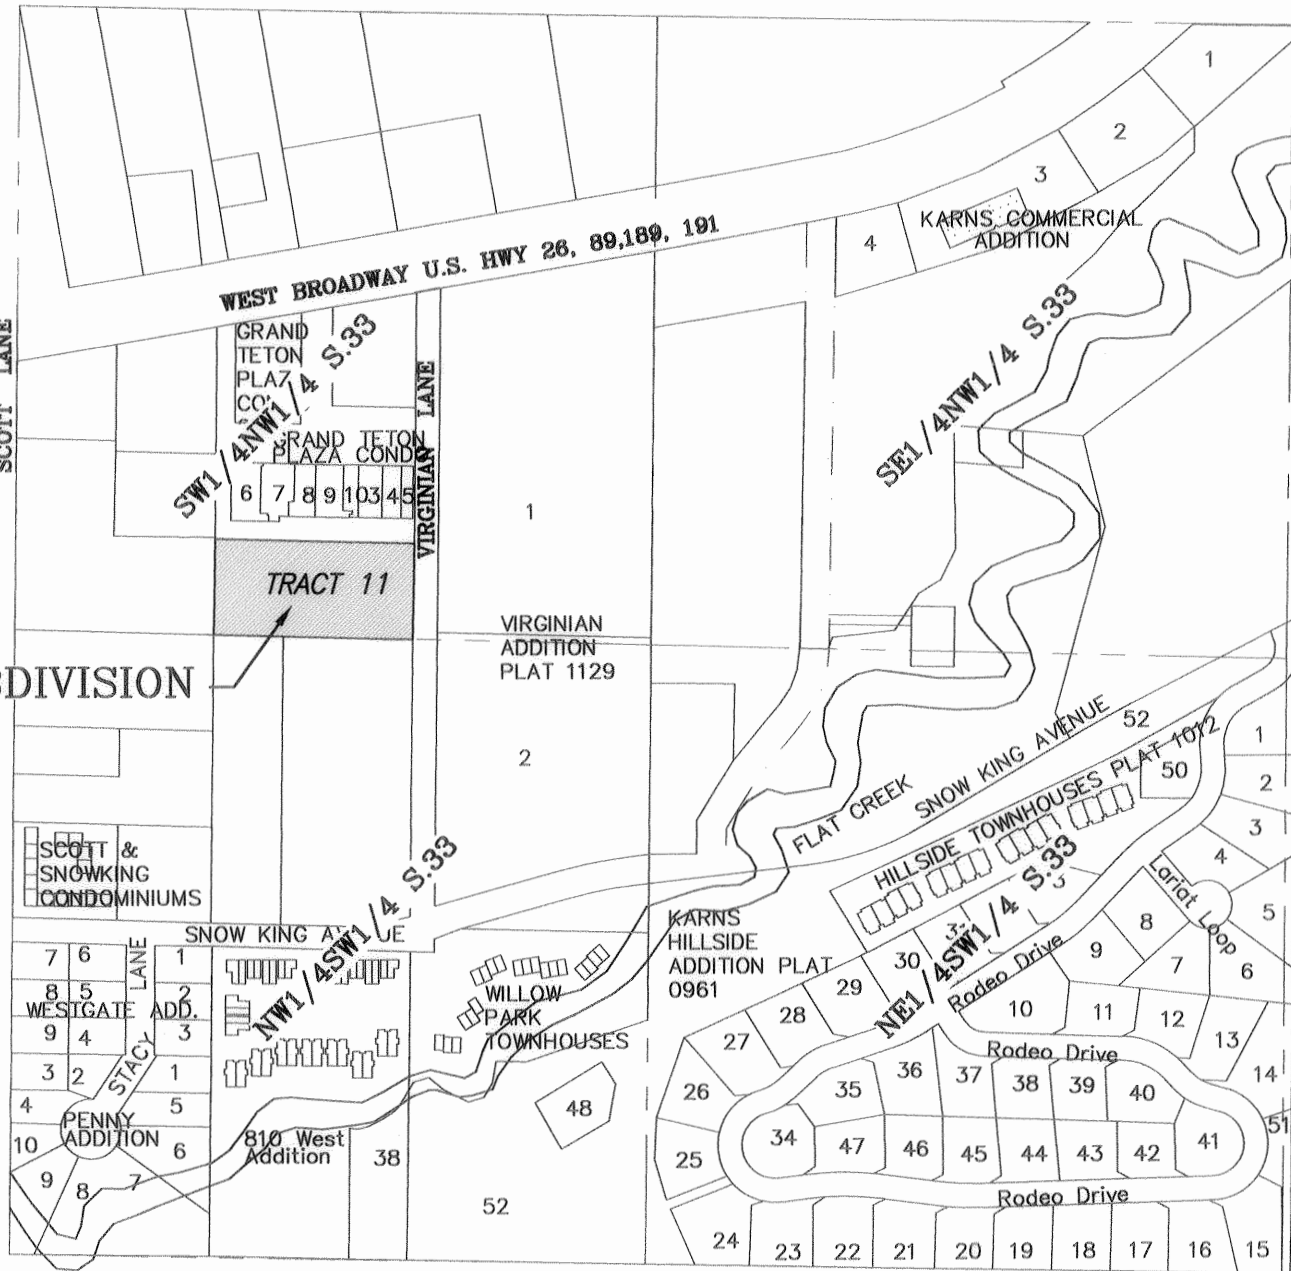 1
2
3
4
KARNS COMMERCIAL
ADDITION
WEST BROADWAY U.S. HWY 26, 89,189, 191
SCOTT LANE
GRAND
TETON
SW1/4NW1/4 S.33
SE1/4NW1/4 S.33
VIRGINIAN LANE
GRAND TETON
PLAZA CONDO
6 7 8 9 10 3 4 5
1
TRACT 11
VIRGINIAN
ADDITION
PLAT 1129
DIVISION
2
52
SNOW KING AVENUE
FLAT CREEK
HILLSIDE TOWNHOUSES PLAT 1012
50
1
2
3
4
5
6
7
8
9
Lariat Loop
SCOTT &
SNOWKING
CONDOMINIUMS
NW1/4SW1/4 S.33
NE1/4SW1/4 S.33
KARNS
HILLSIDE
ADDITION PLAT
0961
30
29
28
27
26
25
24
Rodeo Drive
10
11
12
13
14
SNOW KING
STACY LANE
7 6 1
8 5 2
WESTGATE ADD.
9 4 3
3 2 1
4 5
PENNY
ADDITION
10 6
9 8 7
WILLOW
PARK
TOWNHOUSES
48
810 West
Addition
38
52
Rodeo Drive
35 36 37 38 39 40
34 47 46 45 44 43 42 41
51
Rodeo Drive
23 22 21 20 19 18 17 16 15